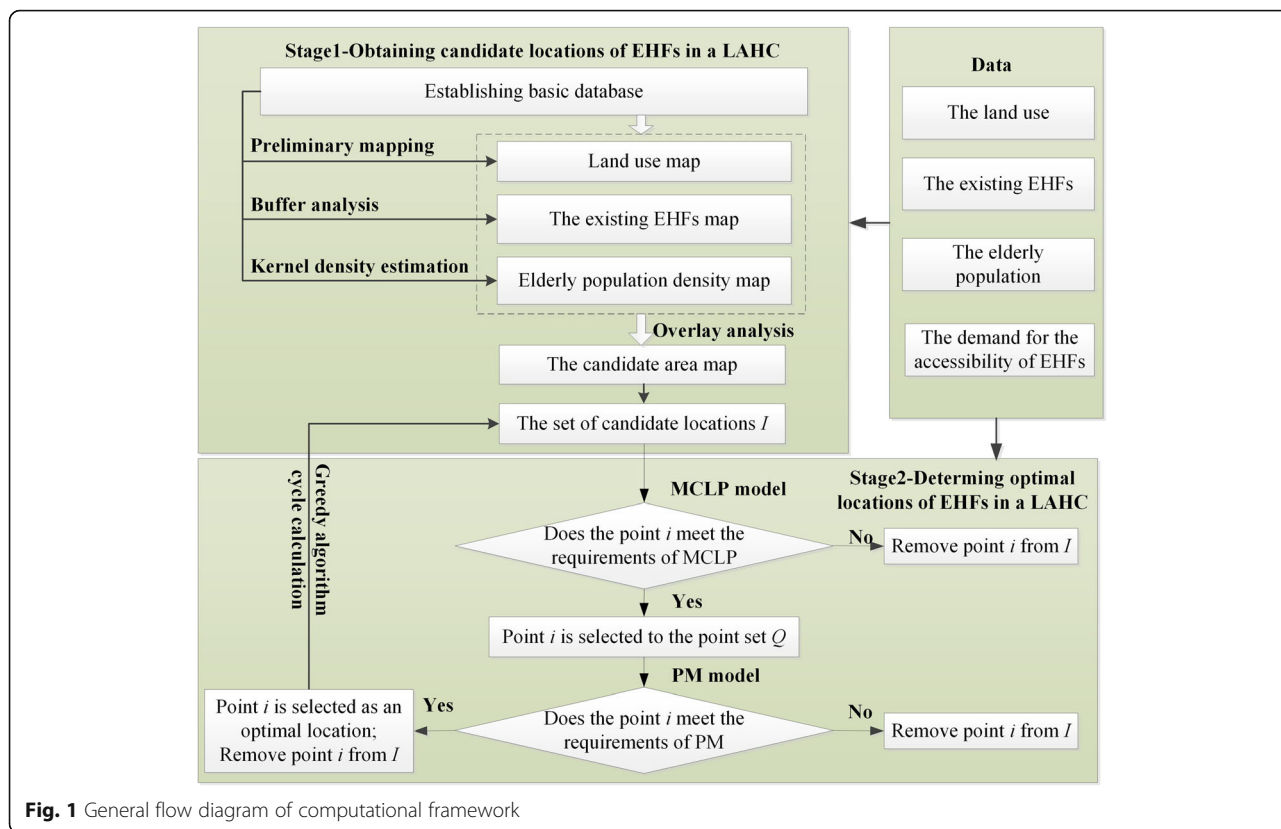 Stage1-Obtaining candidate locations of EHFs in a LAHC
Establishing basic database
Preliminary mapping
Land use map
Buffer analysis
The existing EHFs map
Kernel density estimation
Elderly population density map
Overlay analysis
The candidate area map
The set of candidate locations I
Data
The land use
The existing EHFs
The elderly
population
The demand for the
accessibility of EHFs
Greedy algorithm
cycle calculation
MCLP model
Stage2-Determing optimal
locations of EHFs in a LAHC
Does the point i meet the
requirements of MCLP
No
Remove point i from I
Yes
Point i is selected to the point set Q
PM model
Does the point i meet the
requirements of PM
Yes
Point i is selected as an
optimal location;
Remove point i from I
No
Remove point i from I
Fig. 1 General flow diagram of computational framework